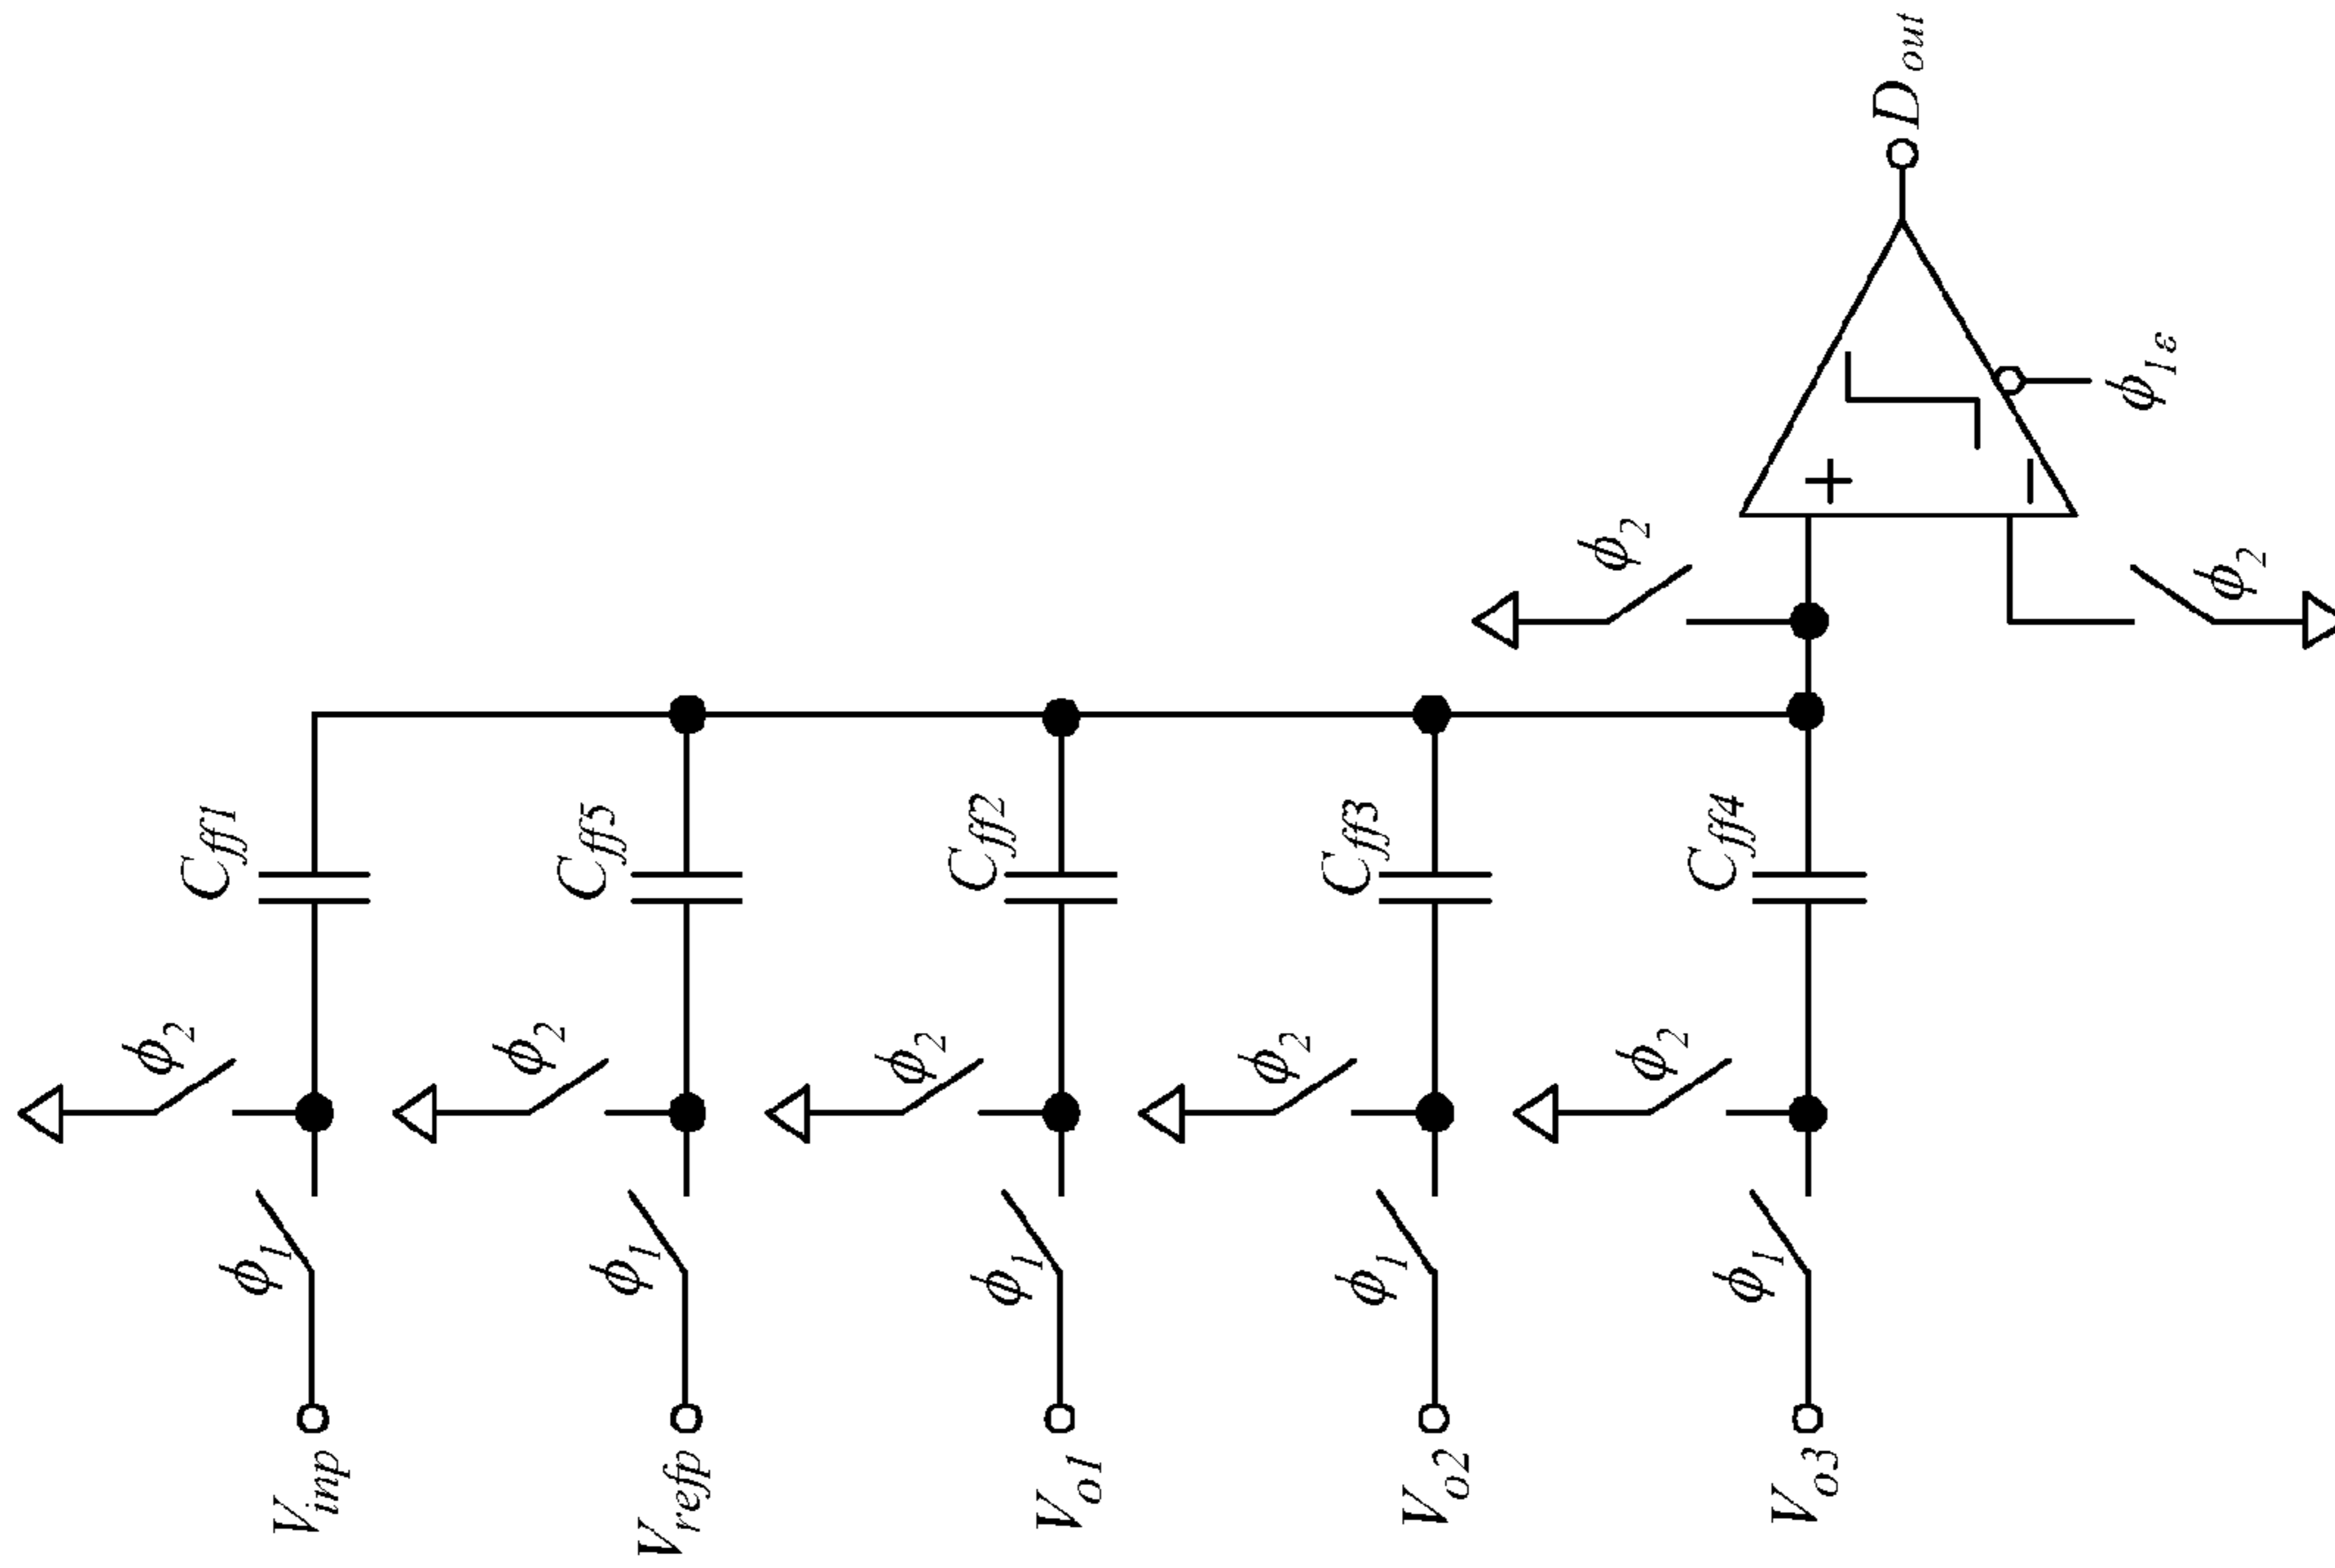 V_inp
ϕ_1
ϕ_2
C_ff1
V_refp
ϕ_1
ϕ_2
C_ff5
V_o1
ϕ_1
ϕ_2
C_ff2
V_o2
ϕ_1
ϕ_2
C_ff3
V_o3
ϕ_1
ϕ_2
C_ff4
ϕ_2
+
−
ϕ_2
ϕ_1ε
D_out